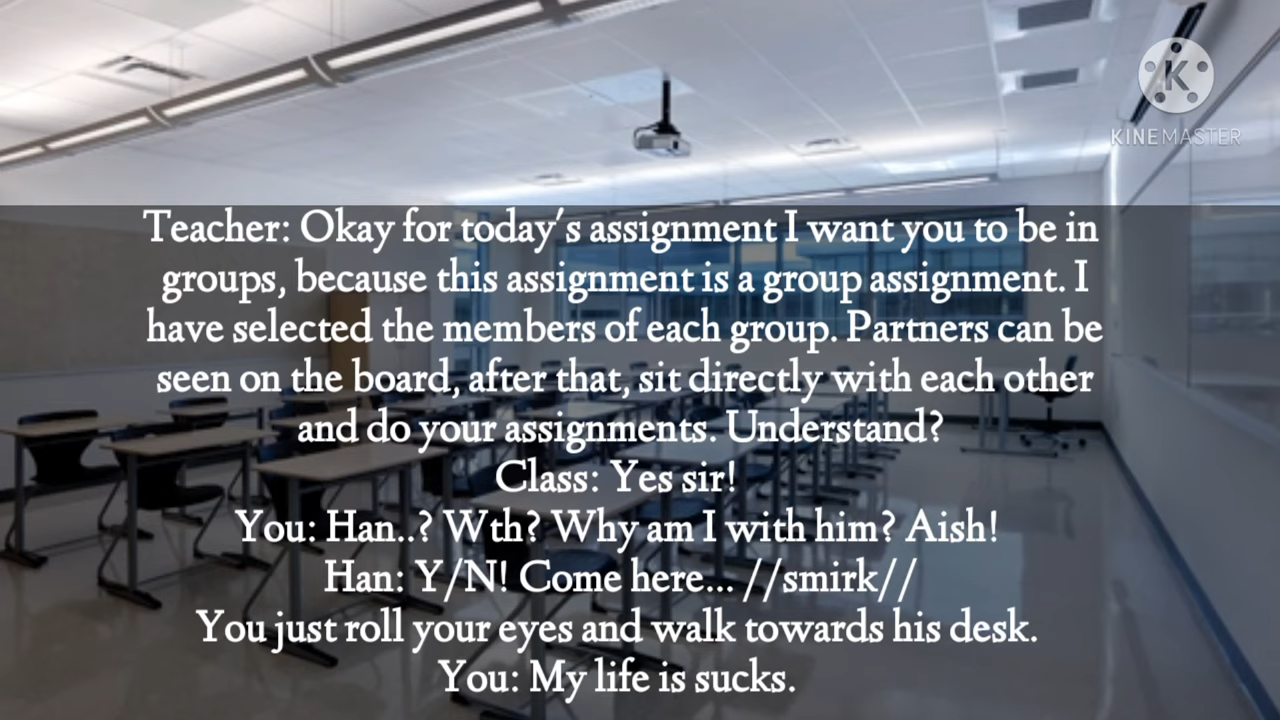 KINEMASTER
Teacher: Okay for today's assignment I want you to be in
groups, because this assignment is a group assignment. I
have selected the members of each group. Partners can be
seen on the board, after that, sit directly with each other
and do your assignments. Understand?
Class: Yes sir!
You: Han..? Wth? Why am I with him? Aish!
Han: Y/N! Come here... //smirk//
You just roll your eyes and walk towards his desk.
You: My life is sucks.